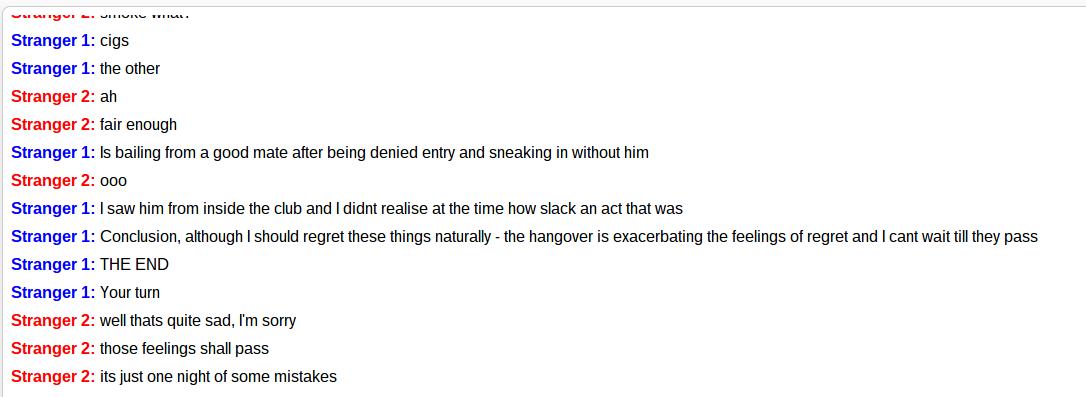 Stranger 2: smoke what?
Stranger 1: cigs
Stranger 1: the other
Stranger 2: ah
Stranger 2: fair enough
Stranger 1: Is bailing from a good mate after being denied entry and sneaking in without him
Stranger 2: ooo
Stranger 1: I saw him from inside the club and I didnt realise at the time how slack an act that was
Stranger 1: Conclusion, although I should regret these things naturally - the hangover is exacerbating the feelings of regret and I cant wait till they pass
Stranger 1: THE END
Stranger 1: Your turn
Stranger 2: well thats quite sad, I'm sorry
Stranger 2: those feelings shall pass
Stranger 2: its just one night of some mistakes